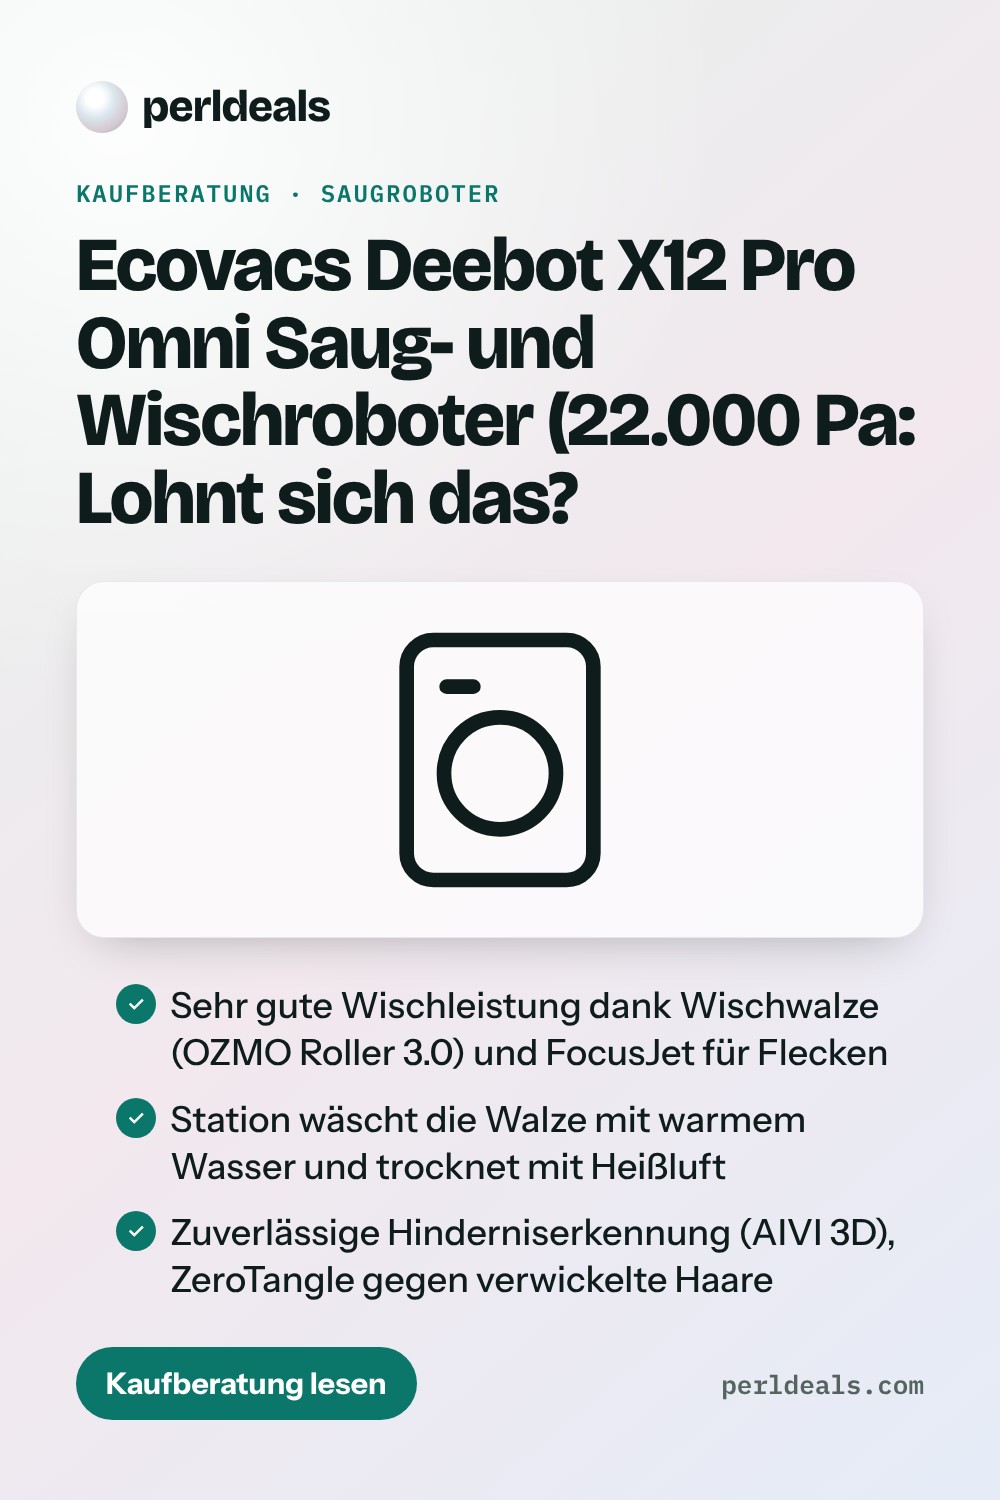 perldeals
KAUFBERATUNG · SAUGROBOTER
Ecovacs Deebot X12 Pro
Omni Saug- und
Wischroboter (22.000 Pa:
Lohnt sich das?
Sehr gute Wischleistung dank Wischwalze
(OZMO Roller 3.0) und FocusJet für Flecken
Station wäscht die Walze mit warmem
Wasser und trocknet mit Heißluft
Zuverlässige Hinderniserkennung (AIVI 3D),
ZeroTangle gegen verwickelte Haare
Kaufberatung lesen
perldeals.com